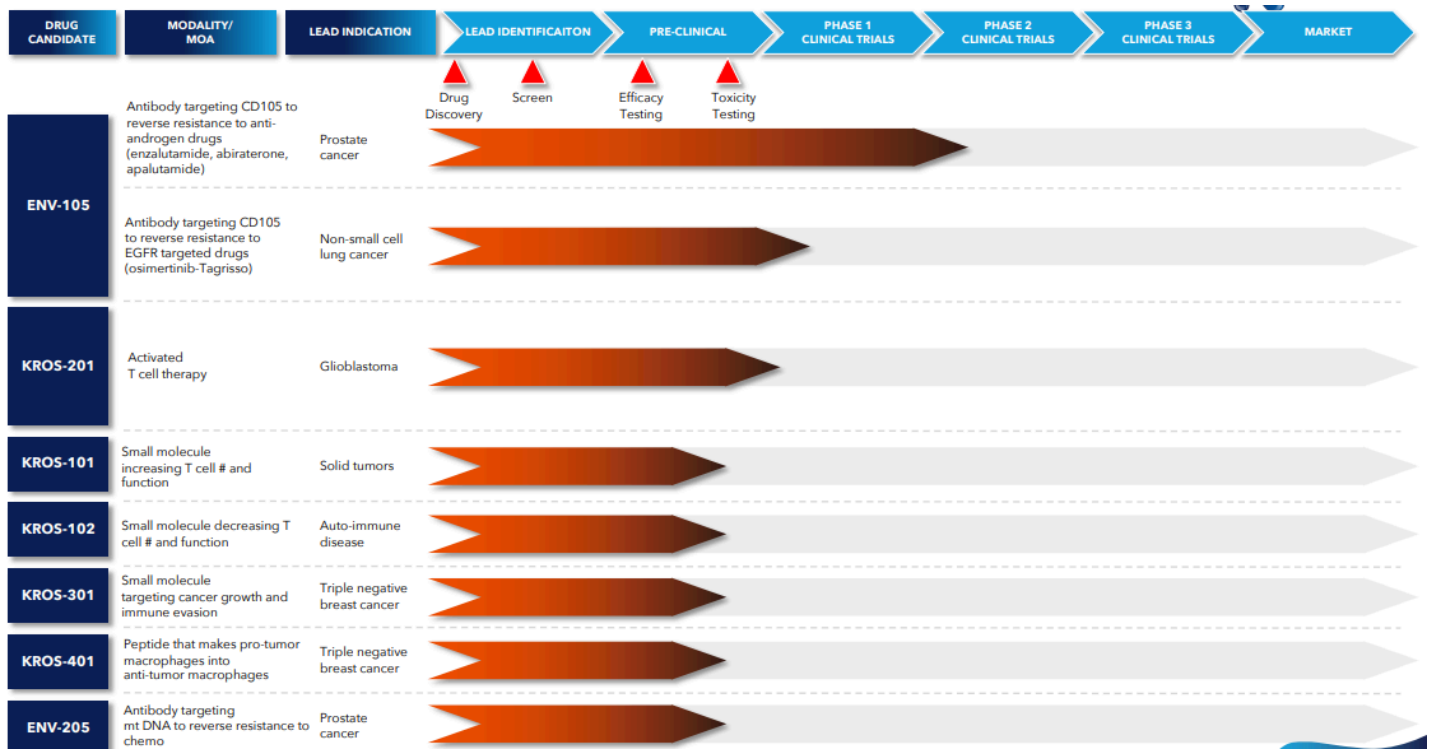 DRUG
CANDIDATE
MODALITY/
MOA
LEAD INDICATION
LEAD IDENTIFICAITON
PRE-CLINICAL
PHASE 1
CLINICAL TRIALS
PHASE 2
CLINICAL TRIALS
PHASE 3
CLINICAL TRIALS
MARKET
Drug
Discovery
Screen
Efficacy
Testing
Toxicity
Testing
ENV-105
Antibody targeting CD105 to
reverse resistance to anti-
androgen drugs
(enzalutamide, abiraterone,
apalutamide)
Prostate
cancer
Antibody targeting CD105
to reverse resistance to
EGFR targeted drugs
(osimertinib-Tagrisso)
Non-small cell
lung cancer
KROS-201
Activated
T cell therapy
Glioblastoma
KROS-101
Small molecule
increasing T cell # and
function
Solid tumors
KROS-102
Small molecule decreasing T
cell # and function
Auto-immune
disease
KROS-301
Small molecule
targeting cancer growth and
immune evasion
Triple negative
breast cancer
KROS-401
Peptide that makes pro-tumor
macrophages into
anti-tumor macrophages
Triple negative
breast cancer
ENV-205
Antibody targeting
mt DNA to reverse resistance to
chemo
Prostate
cancer